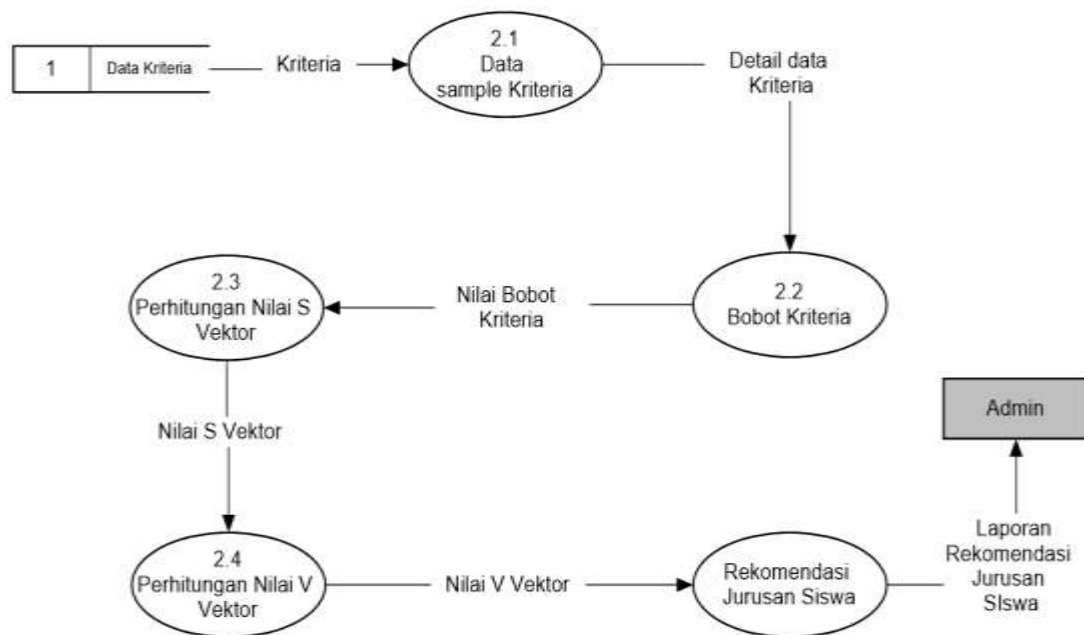 1
Data Kriteria
Kriteria
2.1
Data
sample Kriteria
Detail data
Kriteria
2.2
Bobot Kriteria
Nilai Bobot
Kriteria
2.3
Perhitungan Nilai S
Vektor
Nilai S Vektor
2.4
Perhitungan Nilai V
Vektor
Nilai V Vektor
Rekomendasi
Jurusan Siswa
Laporan
Rekomendasi
Jurusan
SIswa
Admin